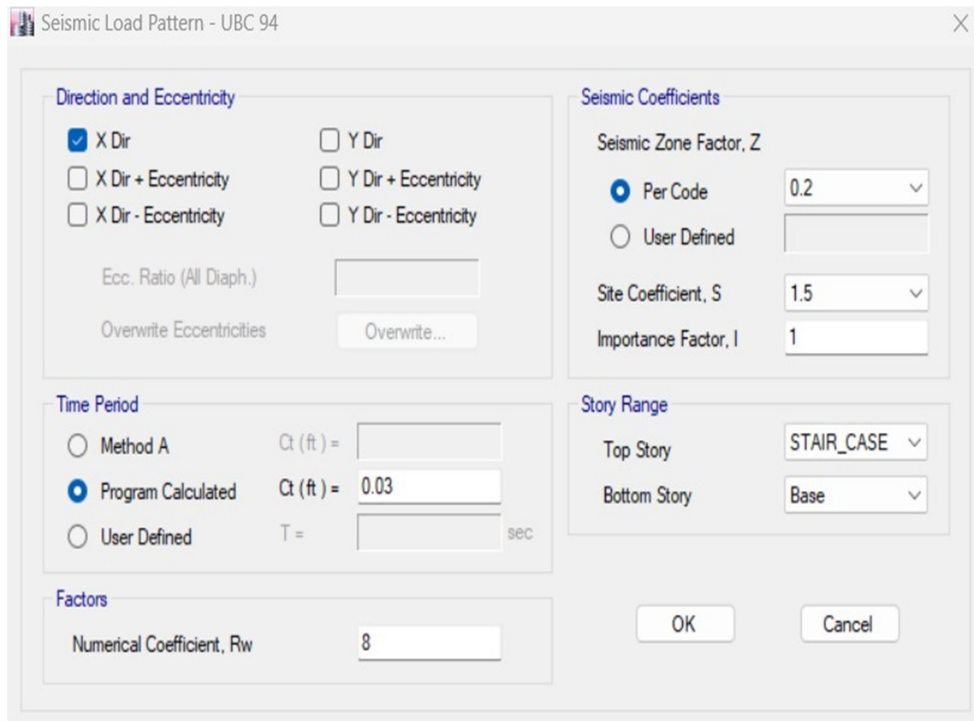 Seismic Load Pattern - UBC 94
Direction and Eccentricity
X Dir
Y Dir
X Dir + Eccentricity
Y Dir + Eccentricity
X Dir - Eccentricity
Y Dir - Eccentricity
Ecc. Ratio (All Diaph.)
Overwrite Eccentricities
Overwrite...
Seismic Coefficients
Seismic Zone Factor, Z
Per Code
0.2
User Defined
Site Coefficient, S
1.5
Importance Factor, I
1
Time Period
Method A
Ct (ft ) =
Program Calculated
Ct (ft ) =
0.03
User Defined
T =
sec
Story Range
Top Story
STAIR_CASE
Bottom Story
Base
Factors
Numerical Coefficient, Rw
8
OK
Cancel